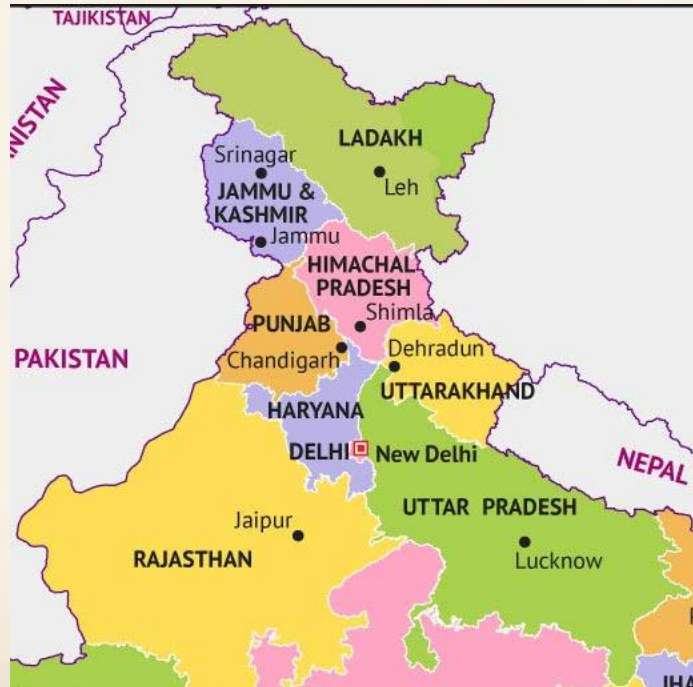 TAJIKISTAN
NISTAN
LADAKH
Srinagar
Leh
JAMMU &
KASHMIR
Jammu
HIMACHAL
PRADESH
Shimla
PUNJAB
Chandigarh
Dehradun
PAKISTAN
UTTARAKHAND
HARYANA
DELHI
New Delhi
NEPAL
UTTAR PRADESH
Jaipur
RAJASTHAN
Lucknow